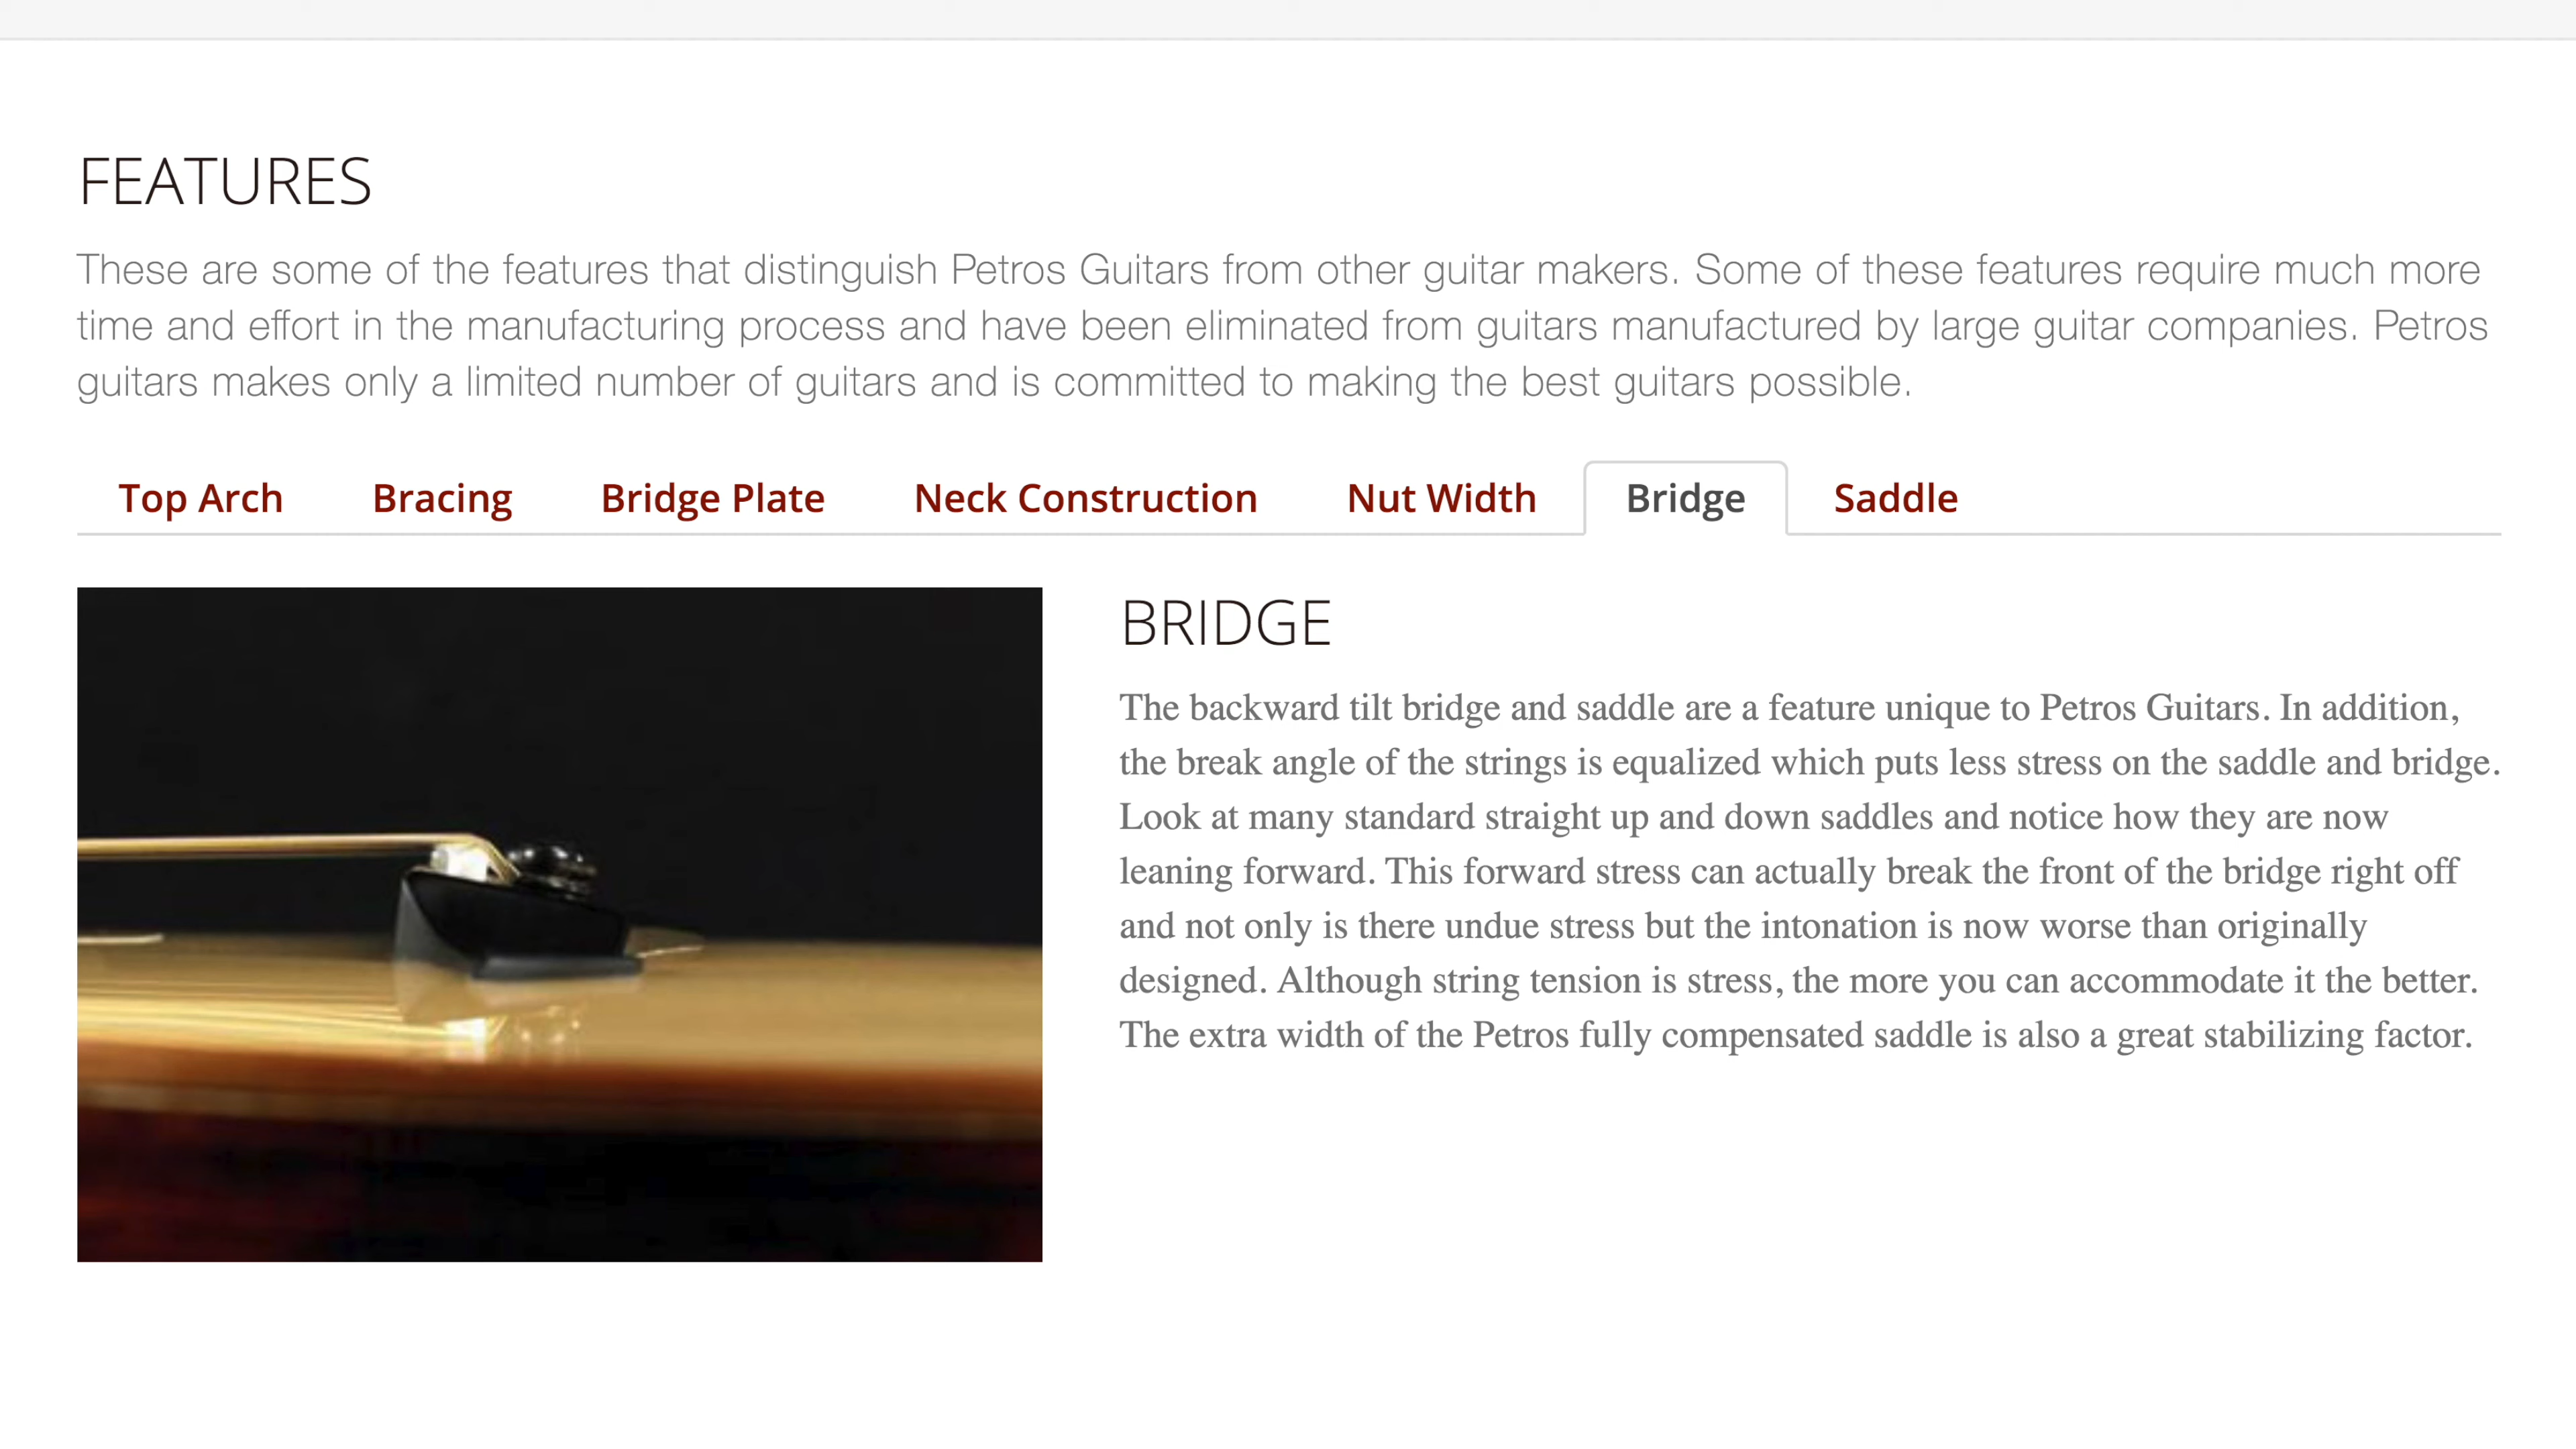 FEATURES
These are some of the features that distinguish Petros Guitars from other guitar makers. Some of these features require much more
time and effort in the manufacturing process and have been eliminated from guitars manufactured by large guitar companies. Petros
guitars makes only a limited number of guitars and is committed to making the best guitars possible.
Top Arch Bracing Bridge Plate Neck Construction Nut Width Bridge Saddle
BRIDGE
The backward tilt bridge and saddle are a feature unique to Petros Guitars. In addition,
the break angle of the strings is equalized which puts less stress on the saddle and bridge.
Look at many standard straight up and down saddles and notice how they are now
leaning forward. This forward stress can actually break the front of the bridge right off
and not only is there undue stress but the intonation is now worse than originally
designed. Although string tension is stress, the more you can accommodate it the better.
The extra width of the Petros fully compensated saddle is also a great stabilizing factor.